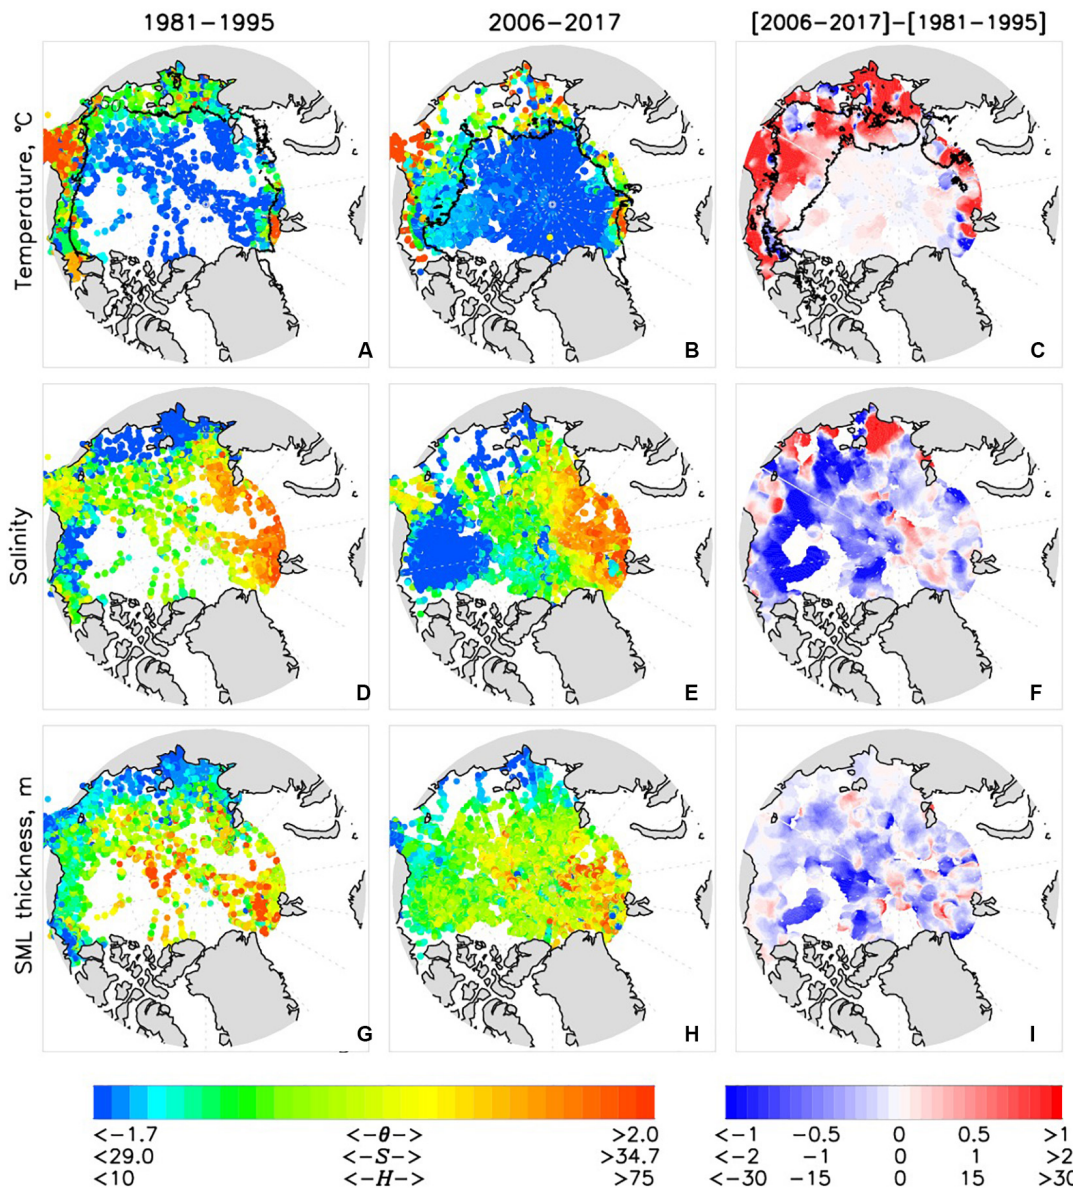 1981−1995
2006−2017
[2006−2017]−[1981−1995]
Temperature, °C
A
B
C
Salinity
D
E
F
SML thickness, m
G
H
I
<−1.7 <−θ−> >2.0
<29.0 <−S−> >34.7
<10 <−H−> >75
<−1 −0.5 0 0.5 >1
<−2 −1 0 1 >2
<−30 −15 0 15 >30